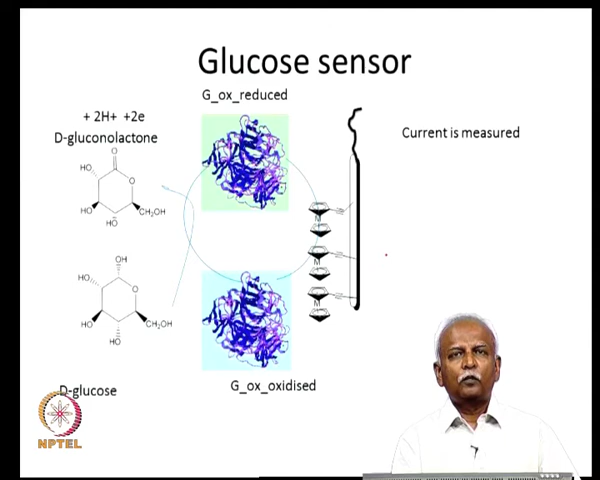 Glucose sensor
G_ox_reduced
+ 2H+ +2e
D-gluconolactone
Current is measured
O
HO
O
HO
CH₂OH
HO
OH
HO
O
HO
CH₂OH
HO
M
M
M
D-glucose
G_ox_oxidised
NPTEL